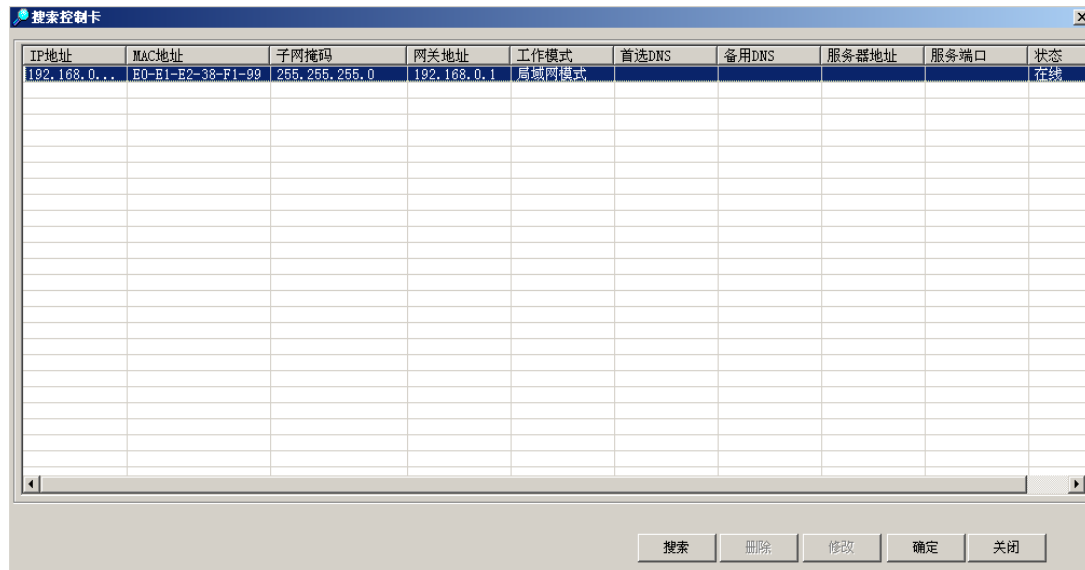 搜索控制卡
IP地址 MAC地址 子网掩码 网关地址 工作模式 首选DNS 备用DNS 服务器地址 服务端口 状态
192.168.0... E0-E1-E2-38-F1-99 255.255.255.0 192.168.0.1 局域网模式 在线
搜索 删除 修改 确定 关闭